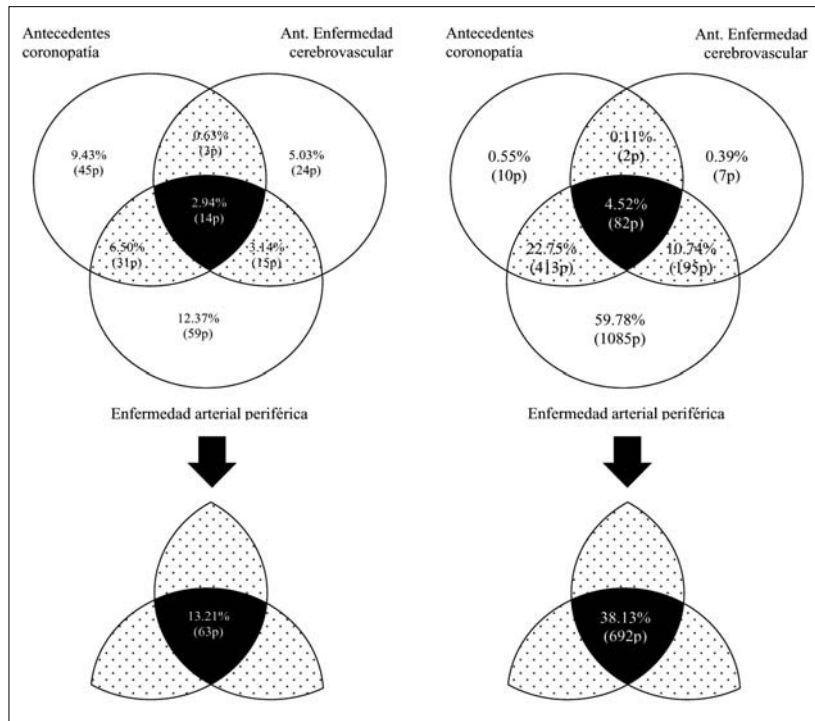 Antecedentes
coronopatía
Ant. Enfermedad
cerebrovascular
0.63%
(3p)
9.43%
(45p)
5.03%
(24p)
2.94%
(14p)
6.50%
(31p)
3.14%
(15p)
12.37%
(59p)
Enfermedad arterial periférica
13.21%
(63p)
Antecedentes
coronopatía
Ant. Enfermedad
cerebrovascular
0.11%
(2p)
0.55%
(10p)
0.39%
(7p)
4.52%
(82p)
22.75%
(413p)
10.74%
(195p)
59.78%
(1085p)
Enfermedad arterial periférica
38.13%
(692p)